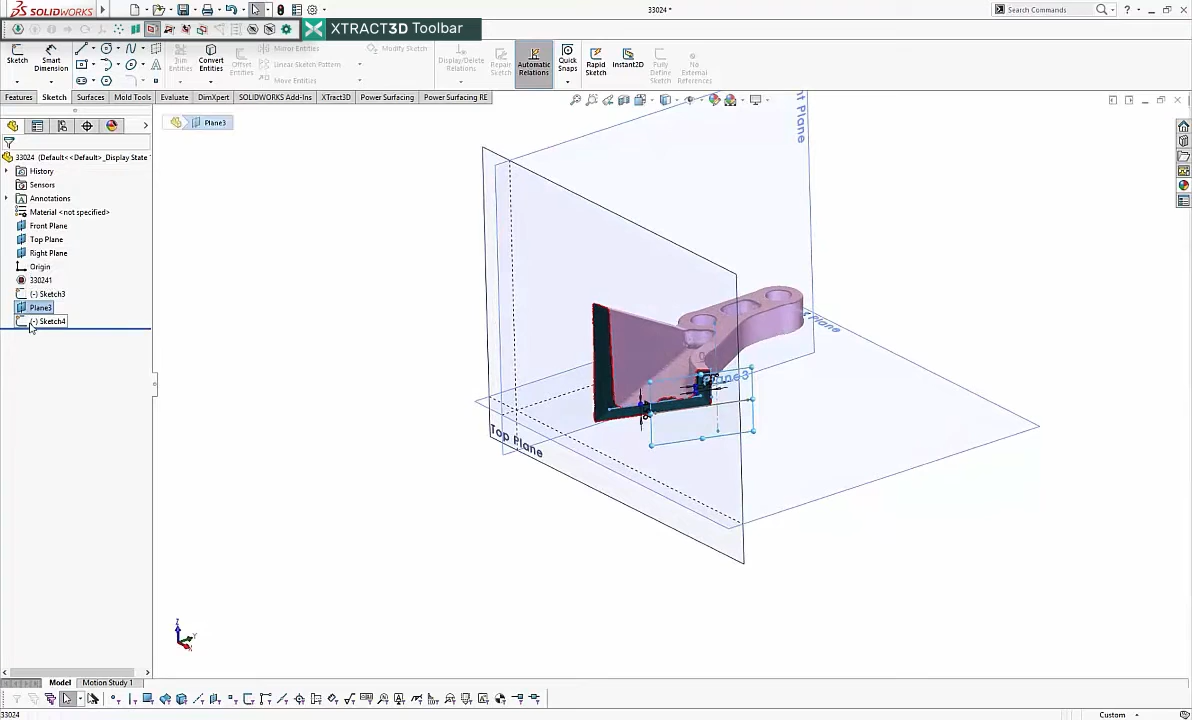 SOLIDWORKS
33024 *
Search Commands
XTRACT3D Toolbar
Sketch
Smart Dimension
Trim Entities
Convert Entities
Offset Entities
Mirror Entities
Linear Sketch Pattern
Move Entities
Display/Delete Relations
Repair Sketch
Automatic Relations
Quick Snaps
Rapid Sketch
Instant2D
Fully Define Sketch
No External References
Modify Sketch
Features
Sketch
Surfaces
Mold Tools
Evaluate
DimXpert
SOLIDWORKS Add-Ins
XTract3D
Power Surfacing
Power Surfacing RE
Plane3
33024 (Default<<Default>_Display State
History
Sensors
Annotations
Material <not specified>
Front Plane
Top Plane
Right Plane
Origin
330241
(-) Sketch3
Plane3
(-) Sketch4
nt Plane
t Plane
Plane3
Top Plane
Z
Y
X
Model
Motion Study 1
33024
Custom